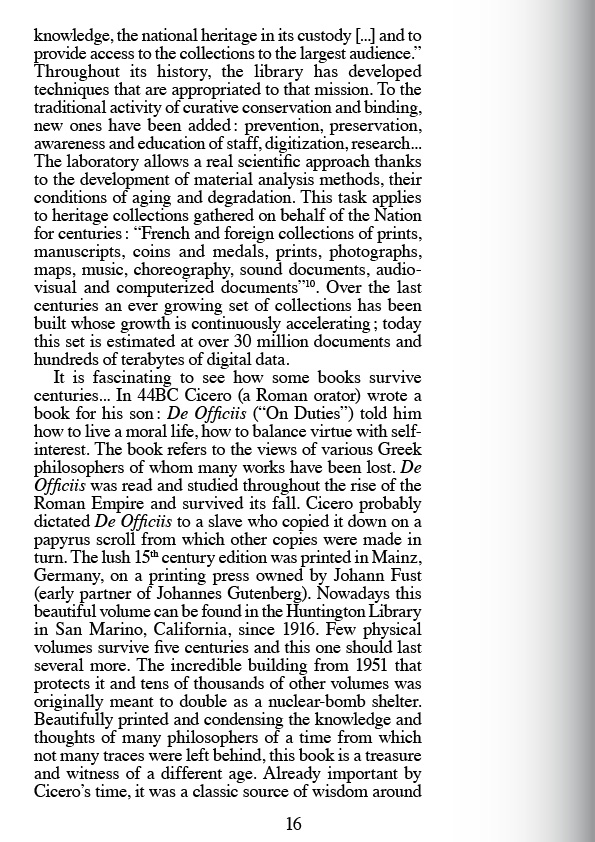 knowledge, the national heritage in its custody [...] and to
provide access to the collections to the largest audience.”
Throughout its history, the library has developed
techniques that are appropriated to that mission. To the
traditional activity of curative conservation and binding,
new ones have been added : prevention, preservation,
awareness and education of staff, digitization, research...
The laboratory allows a real scientific approach thanks
to the development of material analysis methods, their
conditions of aging and degradation. This task applies
to heritage collections gathered on behalf of the Nation
for centuries : “French and foreign collections of prints,
manuscripts, coins and medals, prints, photographs,
maps, music, choreography, sound documents, audio-
visual and computerized documents”¹⁰. Over the last
centuries an ever growing set of collections has been
built whose growth is continuously accelerating ; today
this set is estimated at over 30 million documents and
hundreds of terabytes of digital data.
It is fascinating to see how some books survive
centuries... In 44BC Cicero (a Roman orator) wrote a
book for his son : De Officiis (“On Duties”) told him
how to live a moral life, how to balance virtue with self-
interest. The book refers to the views of various Greek
philosophers of whom many works have been lost. De
Officiis was read and studied throughout the rise of the
Roman Empire and survived its fall. Cicero probably
dictated De Officiis to a slave who copied it down on a
papyrus scroll from which other copies were made in
turn. The lush 15th century edition was printed in Mainz,
Germany, on a printing press owned by Johann Fust
(early partner of Johannes Gutenberg). Nowadays this
beautiful volume can be found in the Huntington Library
in San Marino, California, since 1916. Few physical
volumes survive five centuries and this one should last
several more. The incredible building from 1951 that
protects it and tens of thousands of other volumes was
originally meant to double as a nuclear-bomb shelter.
Beautifully printed and condensing the knowledge and
thoughts of many philosophers of a time from which
not many traces were left behind, this book is a treasure
and witness of a different age. Already important by
Cicero’s time, it was a classic source of wisdom around
16